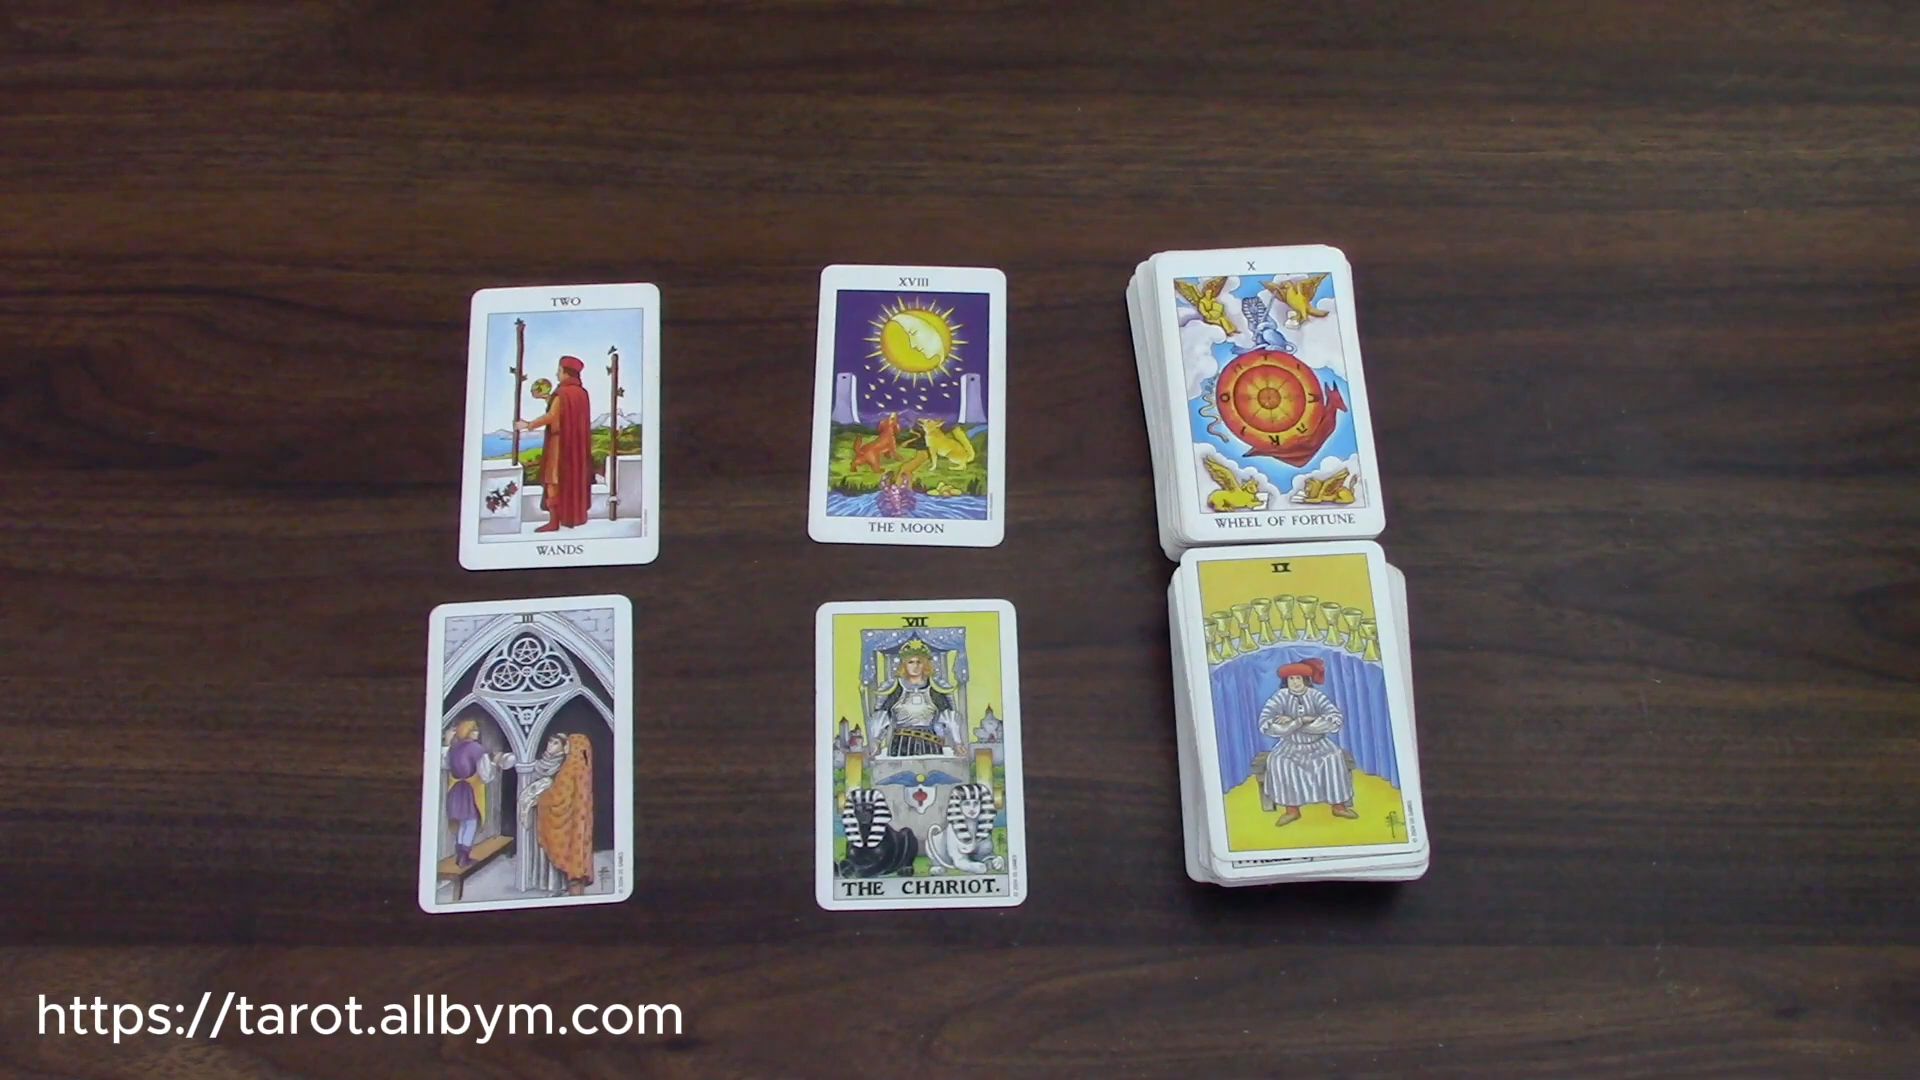 TWO
WANDS
XVIII
THE MOON
X
WHEEL OF FORTUNE
III
VII
THE CHARIOT.
IX
https://tarot.allbym.com